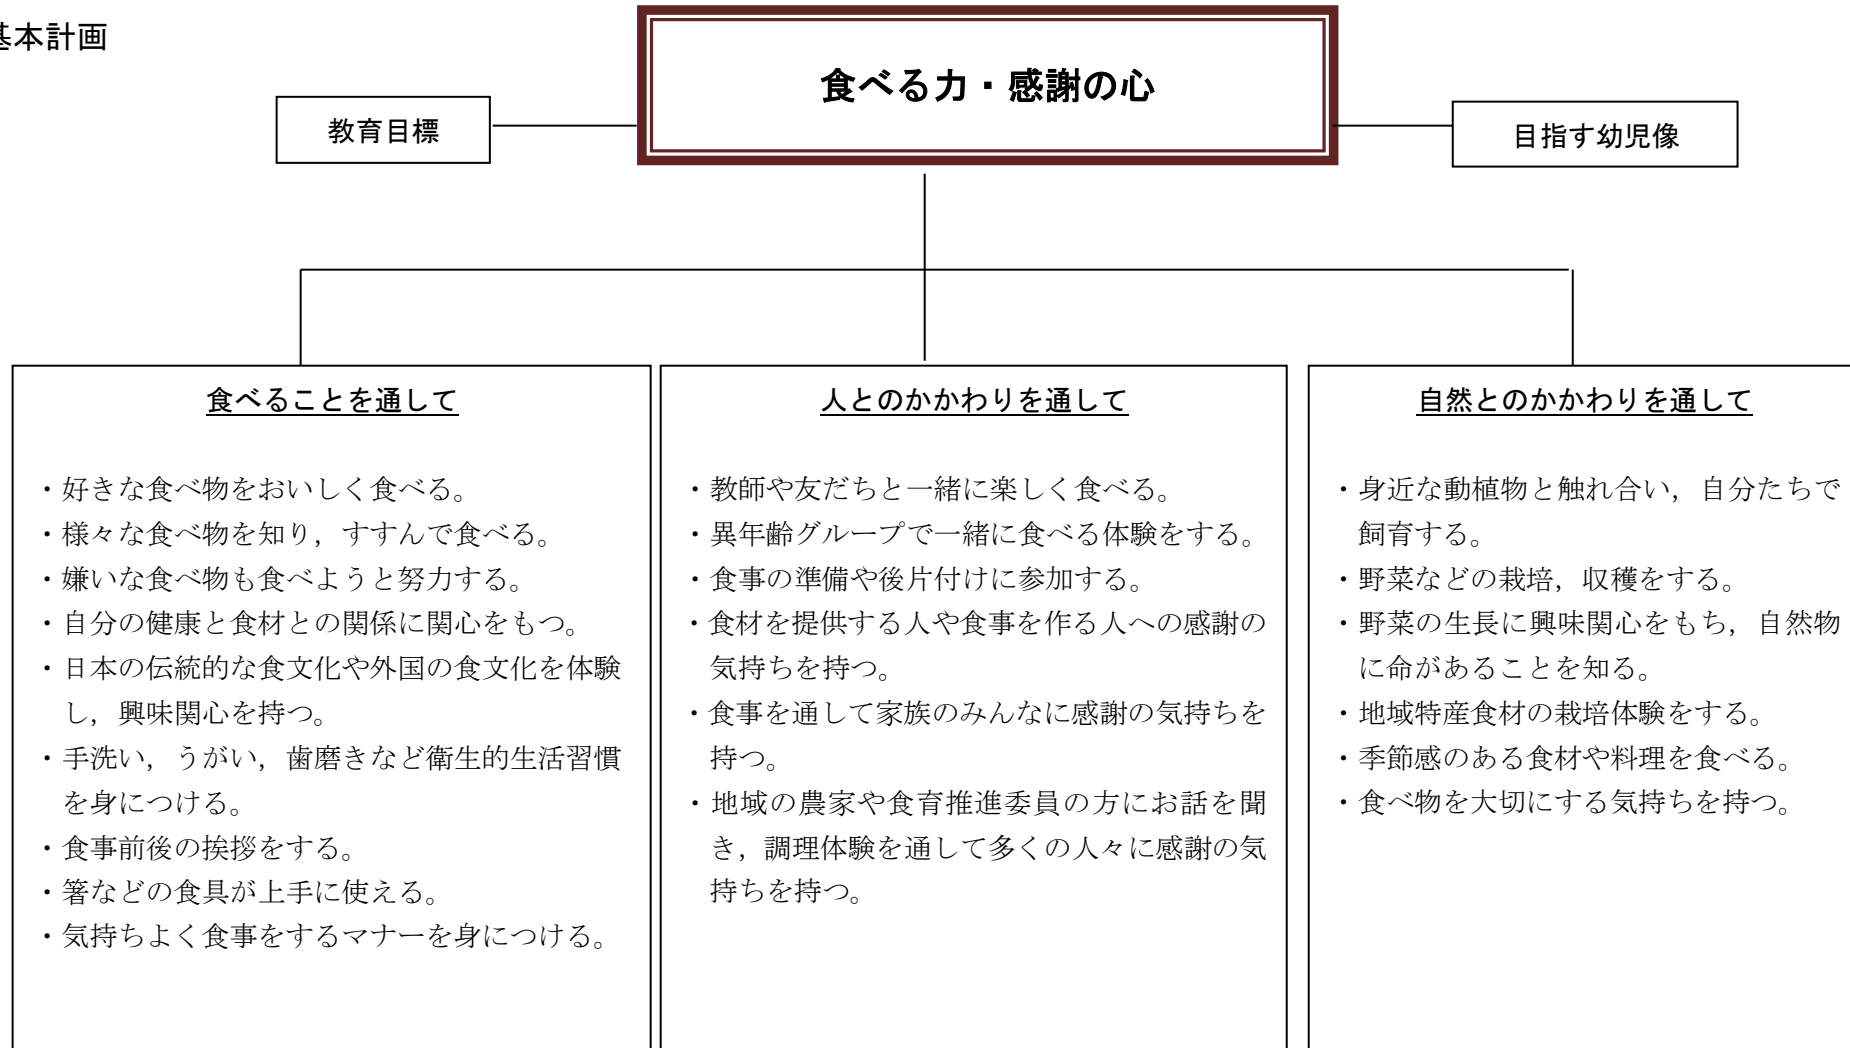 基本計画
食べる力・感謝の心
教育目標
目指す幼児像
食べることを通して
・好きな食べ物をおいしく食べる。
・様々な食べ物を知り，すすんで食べる。
・嫌いな食べ物も食べようと努力する。
・自分の健康と食材との関係に関心をもつ。
・日本の伝統的な食文化や外国の食文化を体験
し，興味関心を持つ。
・手洗い，うがい，歯磨きなど衛生的生活習慣
を身につける。
・食事前後の挨拶をする。
・箸などの食具が上手に使える。
・気持ちよく食事をするマナーを身につける。
人とのかかわりを通して
・教師や友だちと一緒に楽しく食べる。
・異年齢グループで一緒に食べる体験をする。
・食事の準備や後片付けに参加する。
・食材を提供する人や食事を作る人への感謝の
気持ちを持つ。
・食事を通して家族のみんなに感謝の気持ちを
持つ。
・地域の農家や食育推進委員の方にお話を聞
き，調理体験を通して多くの人々に感謝の気
持ちを持つ。
自然とのかかわりを通して
・身近な動植物と触れ合い，自分たちで
飼育する。
・野菜などの栽培，収穫をする。
・野菜の生長に興味関心をもち，自然物
に命があることを知る。
・地域特産食材の栽培体験をする。
・季節感のある食材や料理を食べる。
・食べ物を大切にする気持ちを持つ。